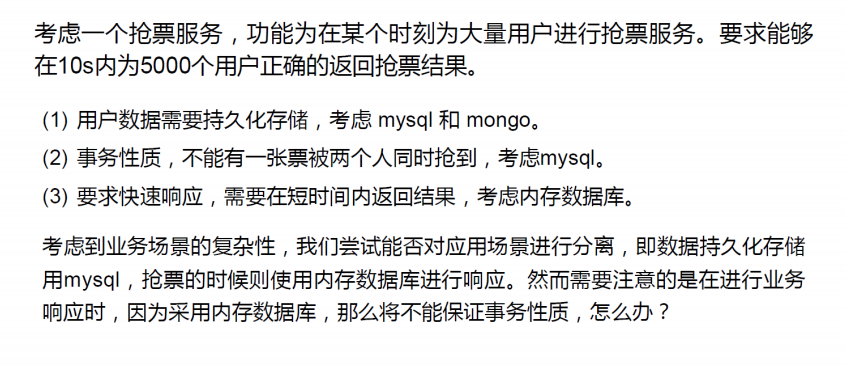 考虑一个抢票服务，功能为在某个时刻为大量用户进行抢票服务。要求能够
在10s内为5000个用户正确的返回抢票结果。
(1) 用户数据需要持久化存储，考虑 mysql 和 mongo。
(2) 事务性质，不能有一张票被两个人同时抢到，考虑mysql。
(3) 要求快速响应，需要在短时间内返回结果，考虑内存数据库。
考虑到业务场景的复杂性，我们尝试能否对应用场景进行分离，即数据持久化存储
用mysql，抢票的时候则使用内存数据库进行响应。然而需要注意的是在进行业务
响应时，因为采用内存数据库，那么将不能保证事务性质，怎么办？